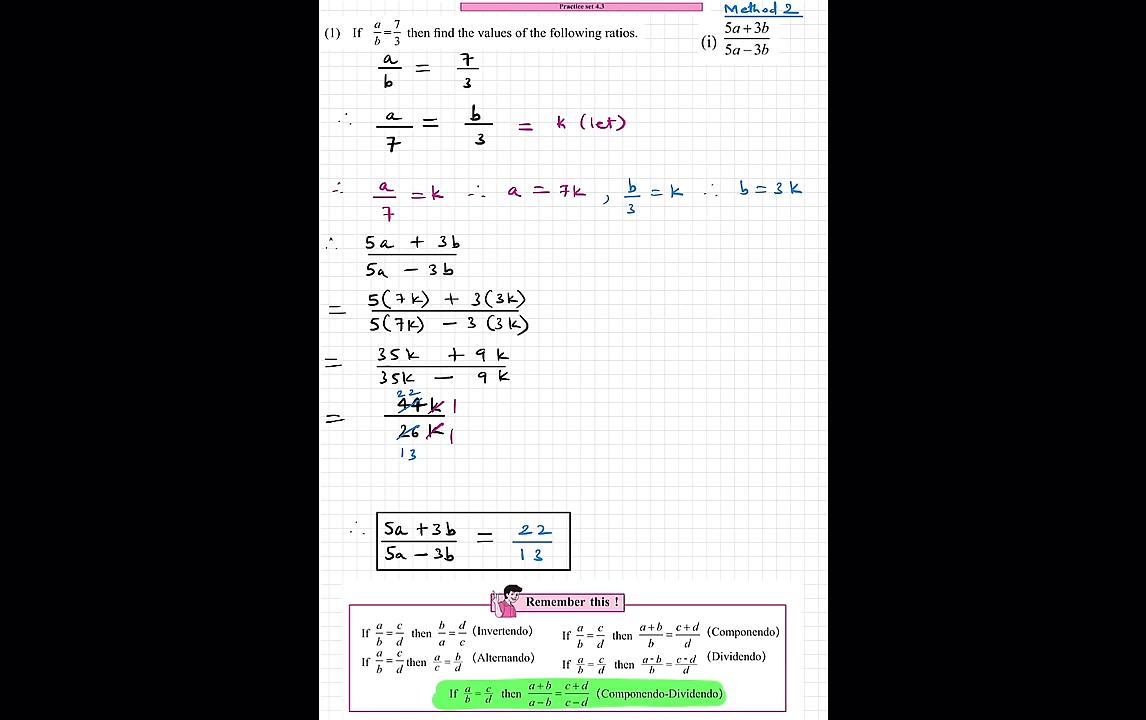 Practice set 4.3
Method 2
(1) If a/b = 7/3 then find the values of the following ratios.
(i) 5a + 3b / 5a − 3b
a/b = 7/3
∴ a/7 = b/3 = k (let)
∴ a/7 = k ∴ a = 7k , b/3 = k ∴ b = 3k
∴ 5a + 3b / 5a − 3b
= 5(7k) + 3(3k) / 5(7k) − 3(3k)
= 35k + 9k / 35k − 9k
22
= 44k 1 / 26k 1
13
∴ 5a + 3b / 5a − 3b = 22/13
Remember this !
If a/b = c/d then b/a = d/c (Invertendo)
If a/b = c/d then a+b/b = c+d/d (Componendo)
If a/b = c/d then a/c = b/d (Alternando)
If a/b = c/d then a-b/b = c-d/d (Dividendo)
If a/b = c/d then a+b/a−b = c+d/c−d (Componendo-Dividendo)